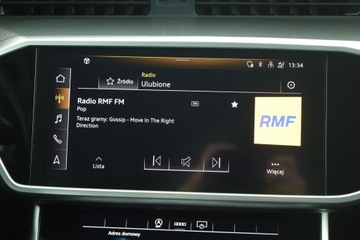 13:34
Źródło
Radio
Ulubione
Radio RMF FM
Pop
Teraz gramy: Gossip - Move In The Right
Direction
RMF
Lista
Więcej
Adres domowy